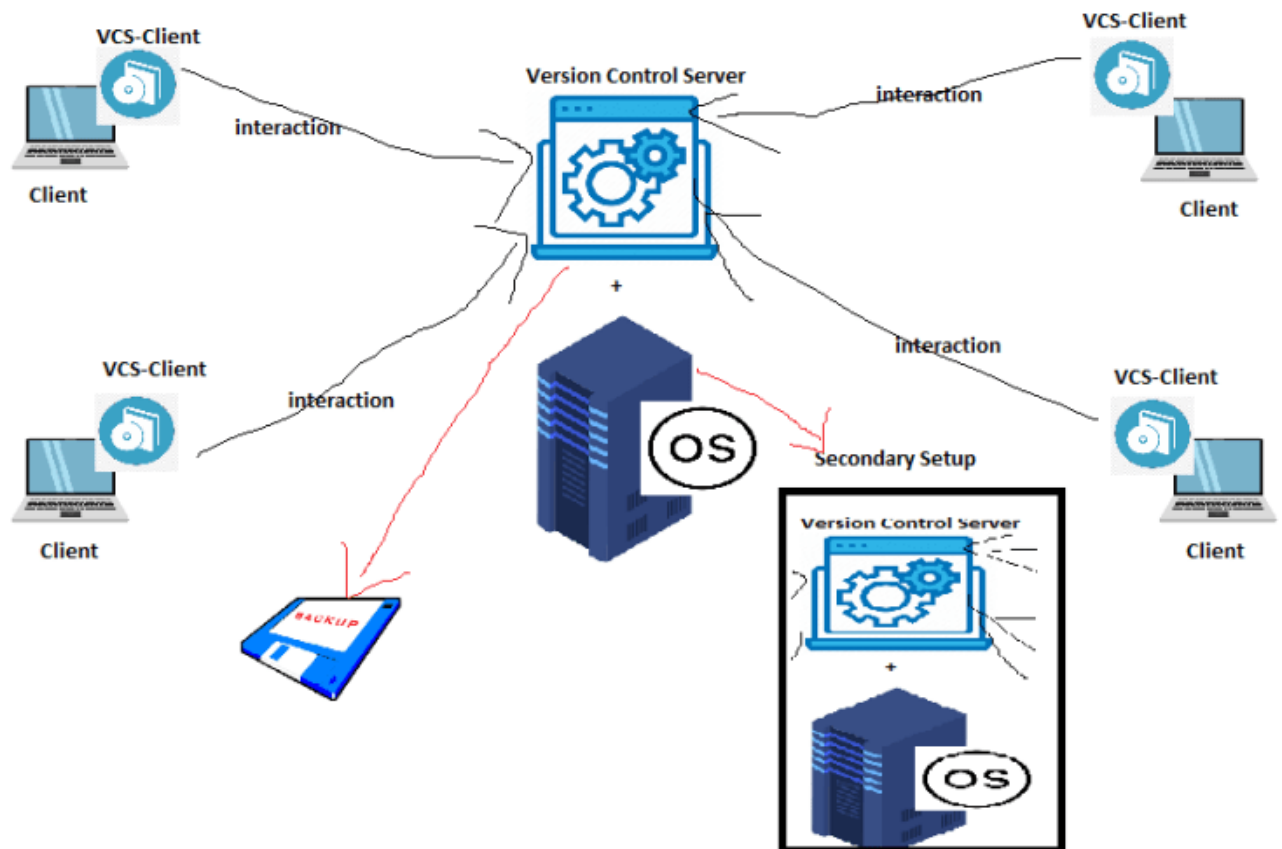 VCS-Client
VCS-Client
Version Control Server
interaction
interaction
Client
Client
interaction
VCS-Client
VCS-Client
interaction
+
OS
Secondary Setup
Client
Client
BACKUP
Version Control Server
+
OS